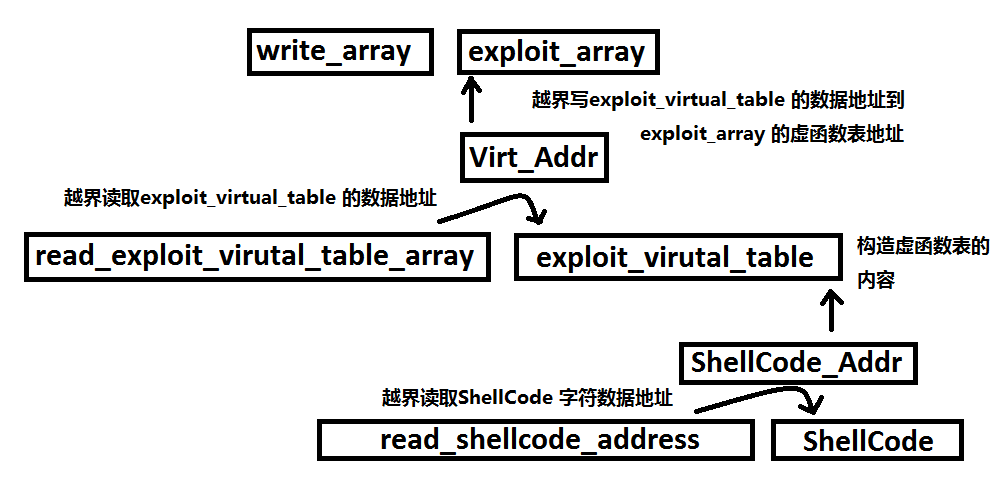 write_array
exploit_array
越界写exploit_virtual_table 的数据地址到
exploit_array 的虚函数表地址
Virt_Addr
越界读取exploit_virtual_table 的数据地址
read_exploit_virutal_table_array
exploit_virutal_table
构造虚函数表的
内容
ShellCode_Addr
越界读取ShellCode 字符数据地址
read_shellcode_address
ShellCode